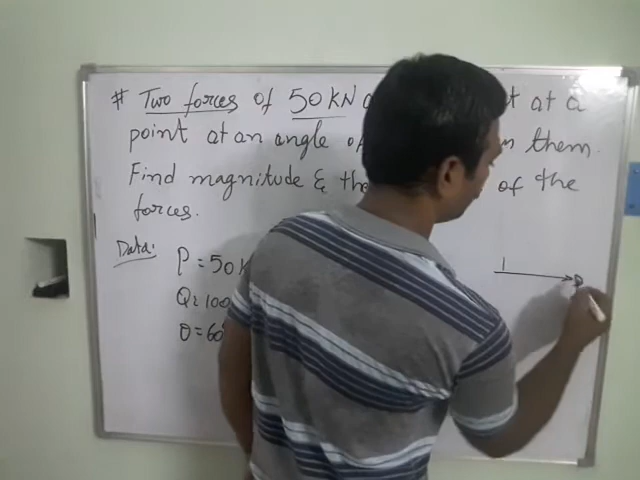 # Two forces of 50 KN at a
point at an angle of them.
Find magnitude & of the
forces.
Data:
P = 50 K
Q = 100
θ = 60
P